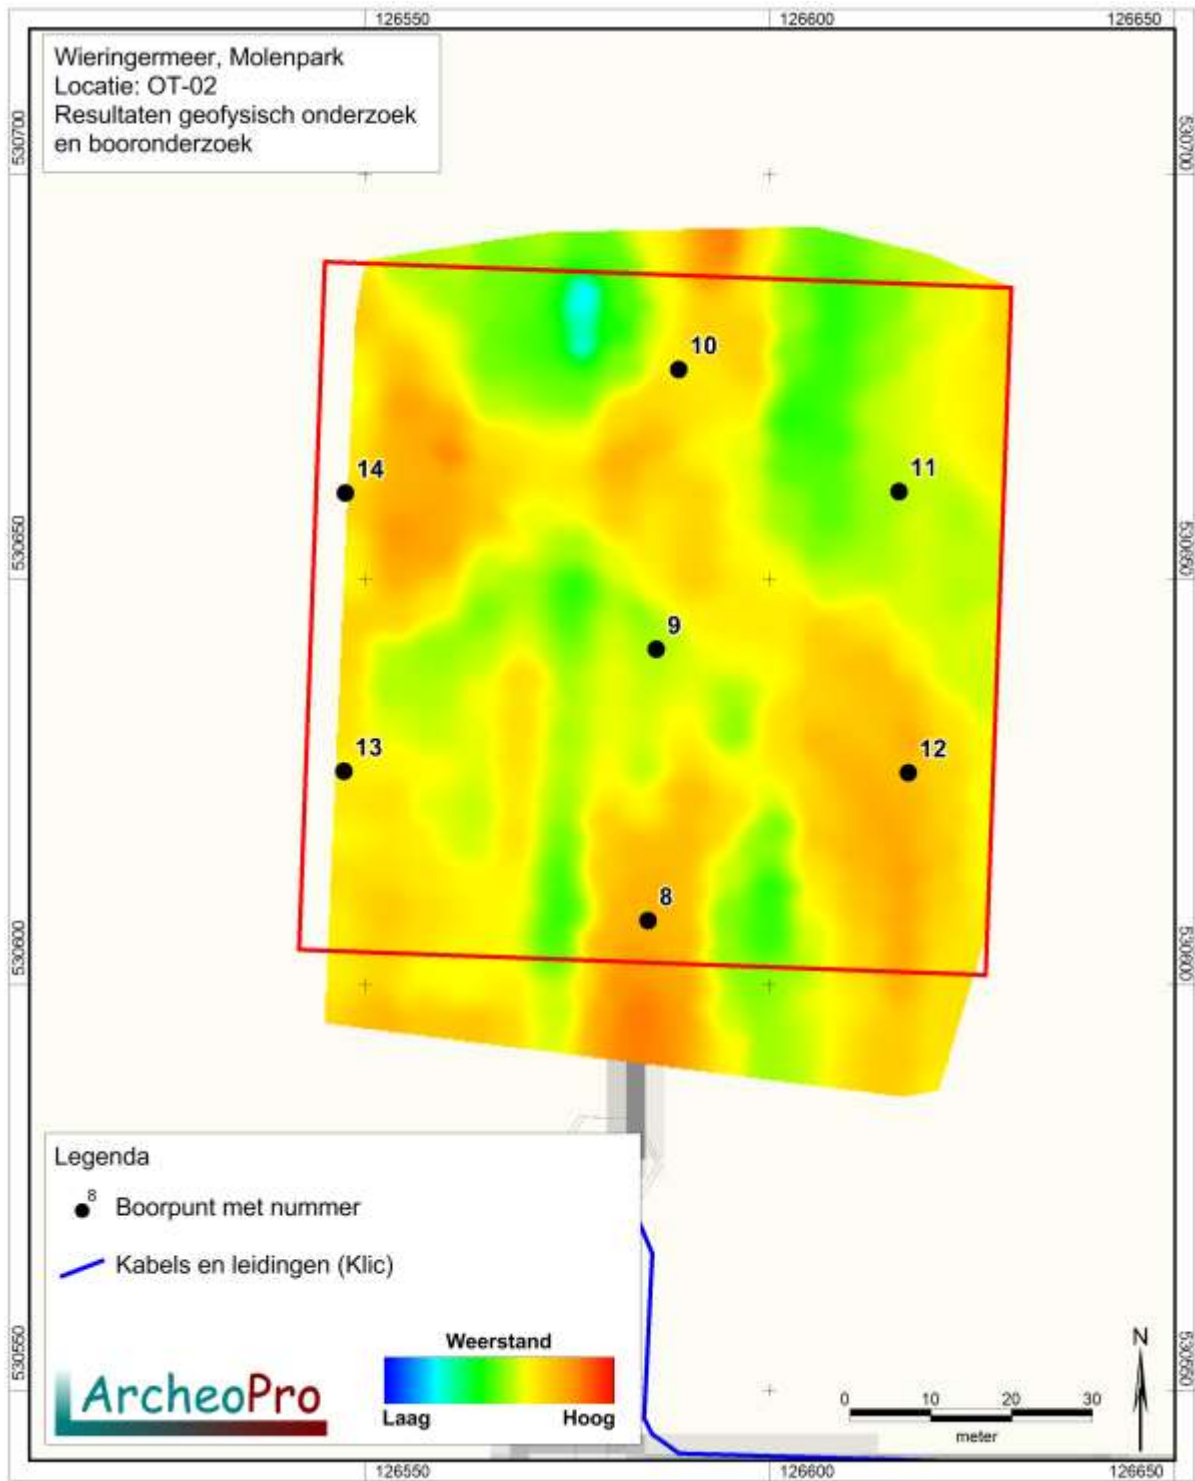 126550
126600
126650
Wieringermeer, Molenpark
Locatie: OT-02
Resultaten geofysisch onderzoek
en booronderzoek
530700
530700
10
14
11
530650
530650
9
13
12
8
530600
530600
Legenda
8
Boorpunt met nummer
Kabels en leidingen (Klic)
Weerstand
Laag
Hoog
ArcheoPro
N
0
10
20
30
meter
530550
530550
126550
126600
126650